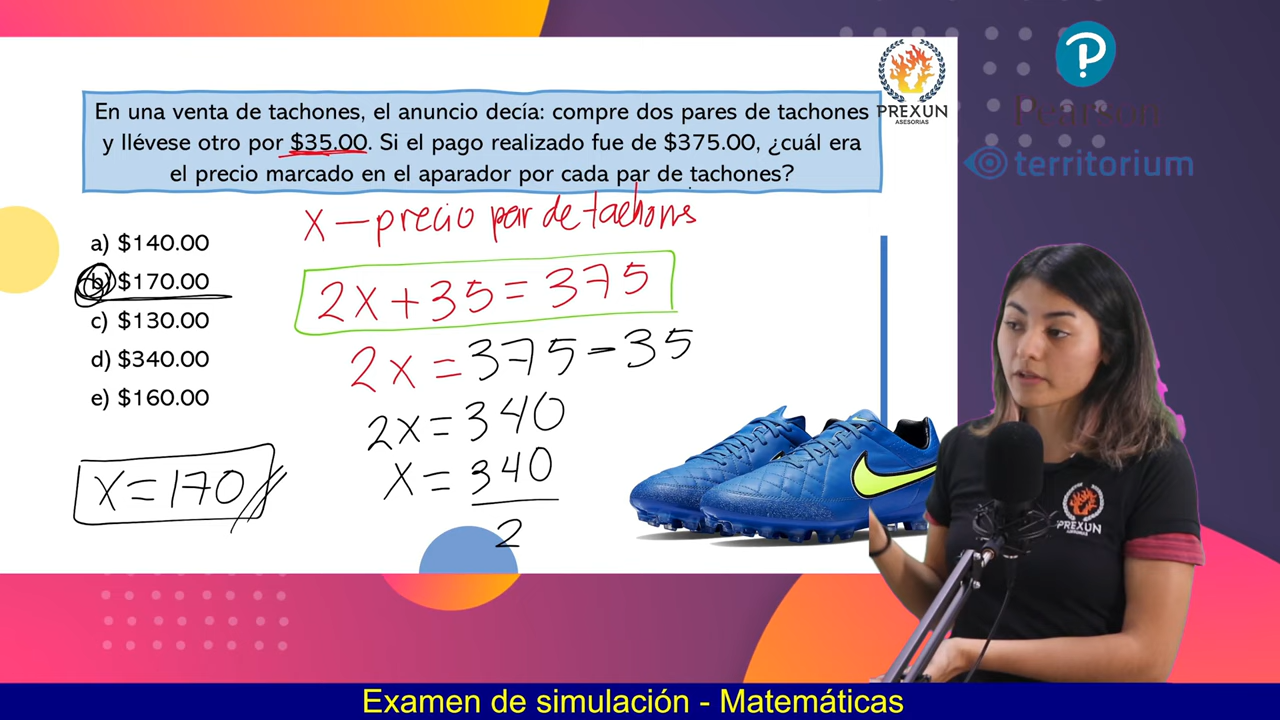 En una venta de tachones, el anuncio decía: compre dos pares de tachones
y llévese otro por $35.00. Si el pago realizado fue de $375.00, ¿cuál era
el precio marcado en el aparador por cada par de tachones?
PREXUN
ASESORIAS
Pearson
territorium
x — precio par de tachons
a) $140.00
b) $170.00
c) $130.00
d) $340.00
e) $160.00
2x+35=375
2x=375-35
2x=340
x=340
2
x=170
PREXUN
Examen de simulación - Matemáticas